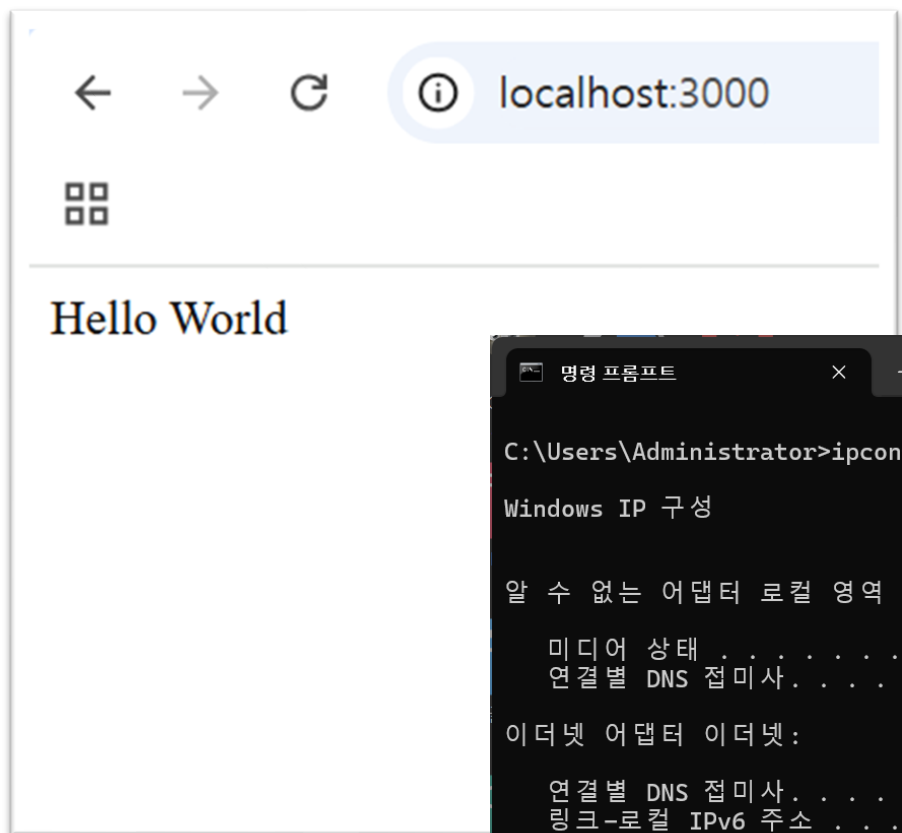 localhost:3000
Hello World
명령 프롬프트
C:\Users\Administrator>ipcon
Windows IP 구성
알 수 없는 어댑터 로컬 영역
미디어 상태 . . . . . . .
연결별 DNS 접미사. . . .
이더넷 어댑터 이더넷:
연결별 DNS 접미사. . . .
링크-로컬 IPv6 주소 . . . .